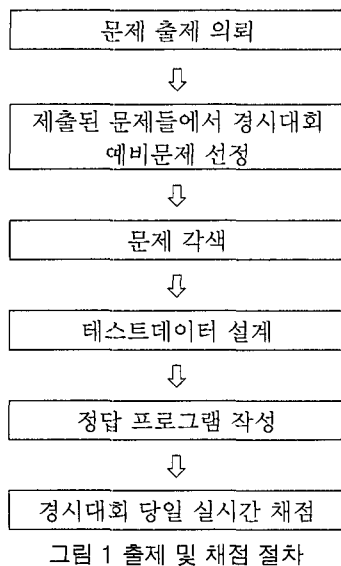 문제 출제 의뢰
제출된 문제들에서 경시대회
예비문제 선정
문제 각색
테스트데이터 설계
정답 프로그램 작성
경시대회 당일 실시간 채점
그림 1 출제 및 채점 절차